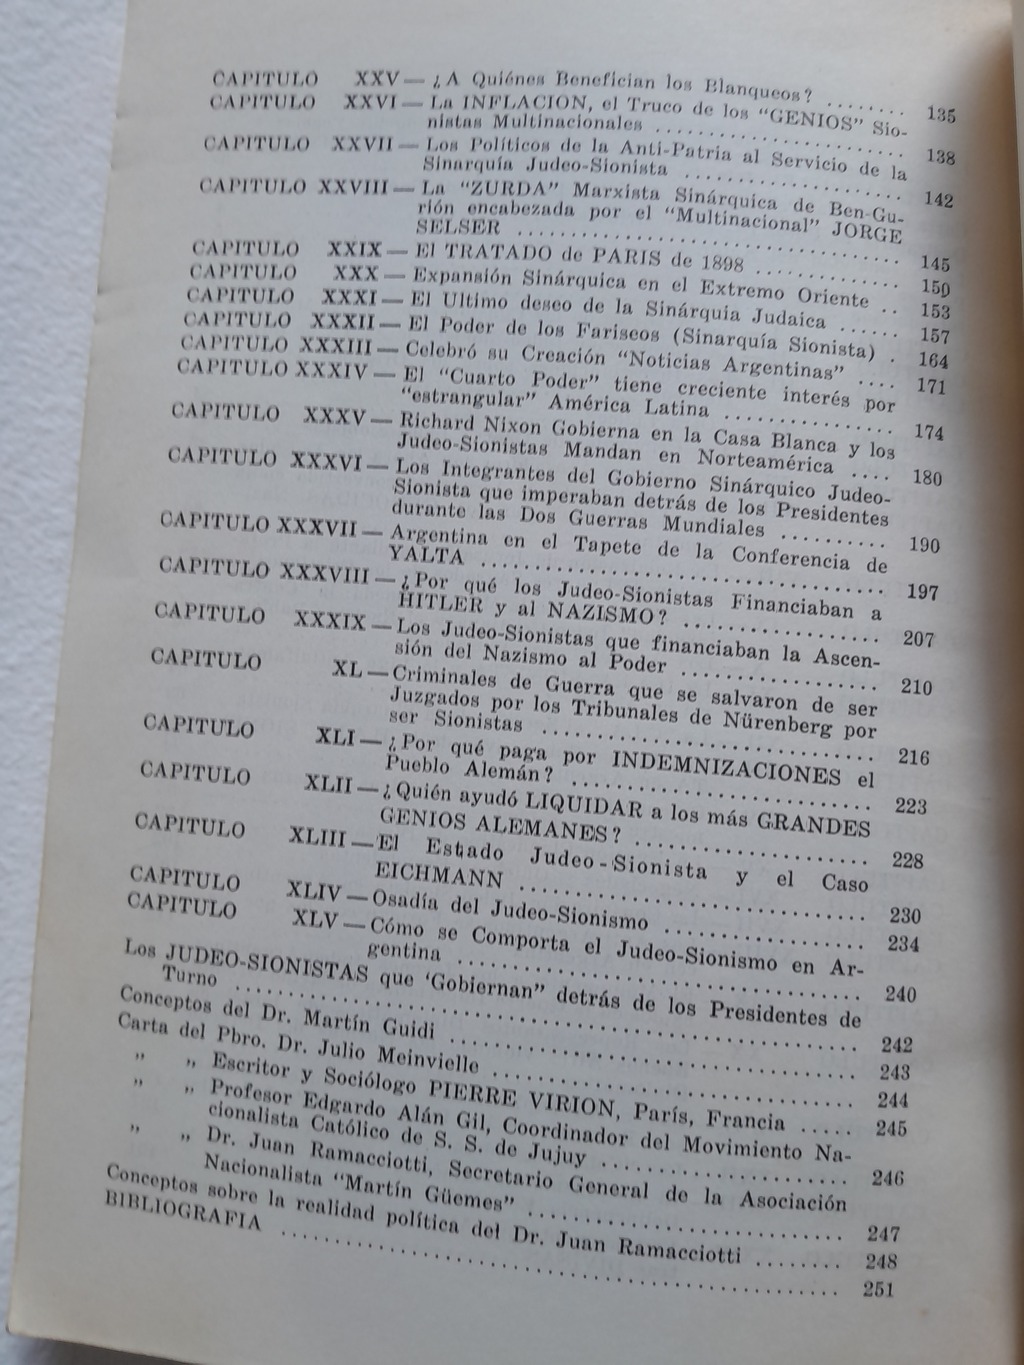 CAPITULO XXV — ¿A Quiénes Benefician los Blanqueos? ........ 135
CAPITULO XXVI — La INFLACION, el Truco de los "GENIOS" Sio-
nistas Multinacionales .................... 138
CAPITULO XXVII — Los Políticos de la Anti-Patria al Servicio de la
Sinarquía Judeo-Sionista .................... 142
CAPITULO XXVIII — La "ZURDA" Marxista Sinárquica de Ben-Gu-
rión encabezada por el "Multinacional" JORGE
SELSER .............................. 145
CAPITULO XXIX — El TRATADO de PARIS de 1898 ............ 150
CAPITULO XXX — Expansión Sinárquica en el Extremo Oriente .. 153
CAPITULO XXXI — El Ultimo deseo de la Sinárquia Judaica ...... 157
CAPITULO XXXII — El Poder de los Fariseos (Sinarquía Sionista) . 164
CAPITULO XXXIII — Celebró su Creación "Noticias Argentinas" .... 171
CAPITULO XXXIV — El "Cuarto Poder" tiene creciente interés por
"estrangular" América Latina ................ 174
CAPITULO XXXV — Richard Nixon Gobierna en la Casa Blanca y los
Judeo-Sionistas Mandan en Norteamérica .... 180
CAPITULO XXXVI — Los Integrantes del Gobierno Sinárquico Judeo-
Sionista que imperaban detrás de los Presidentes
durante las Dos Guerras Mundiales .......... 190
CAPITULO XXXVII — Argentina en el Tapete de la Conferencia de
YALTA .............................. 197
CAPITULO XXXVIII — ¿Por qué los Judeo-Sionistas Financiaban a
HITLER y al NAZISMO? .................. 207
CAPITULO XXXIX — Los Judeo-Sionistas que financiaban la Ascen-
sión del Nazismo al Poder .................. 210
CAPITULO XL — Criminales de Guerra que se salvaron de ser
Juzgados por los Tribunales de Nürenberg por
ser Sionistas .............................. 216
CAPITULO XLI — ¿Por qué paga por INDEMNIZACIONES el
Pueblo Alemán? .......................... 223
CAPITULO XLII — ¿Quién ayudó LIQUIDAR a los más GRANDES
GENIOS ALEMANES? .................... 228
CAPITULO XLIII — El Estado Judeo-Sionista y el Caso
EICHMANN .............................. 230
CAPITULO XLIV — Osadía del Judeo-Sionismo .................. 234
CAPITULO XLV — Cómo se Comporta el Judeo-Sionismo en Ar-
gentina .............................. 240
Los JUDEO-SIONISTAS que 'Gobiernan" detrás de los Presidentes de
Turno .................................... 242
Conceptos del Dr. Martín Guidi .............................. 243
Carta del Pbro. Dr. Julio Meinvielle .......................... 244
" " Escritor y Sociólogo PIERRE VIRION, París, Francia ..... 245
" " Profesor Edgardo Alán Gil, Coordinador del Movimiento Na-
cionalista Católico de S. S. de Jujuy .................. 246
" " Dr. Juan Ramacciotti, Secretario General de la Asociación
Nacionalista "Martín Güemes" ........................ 247
Conceptos sobre la realidad política del Dr. Juan Ramacciotti ........ 248
BIBLIOGRAFIA .................................... 251